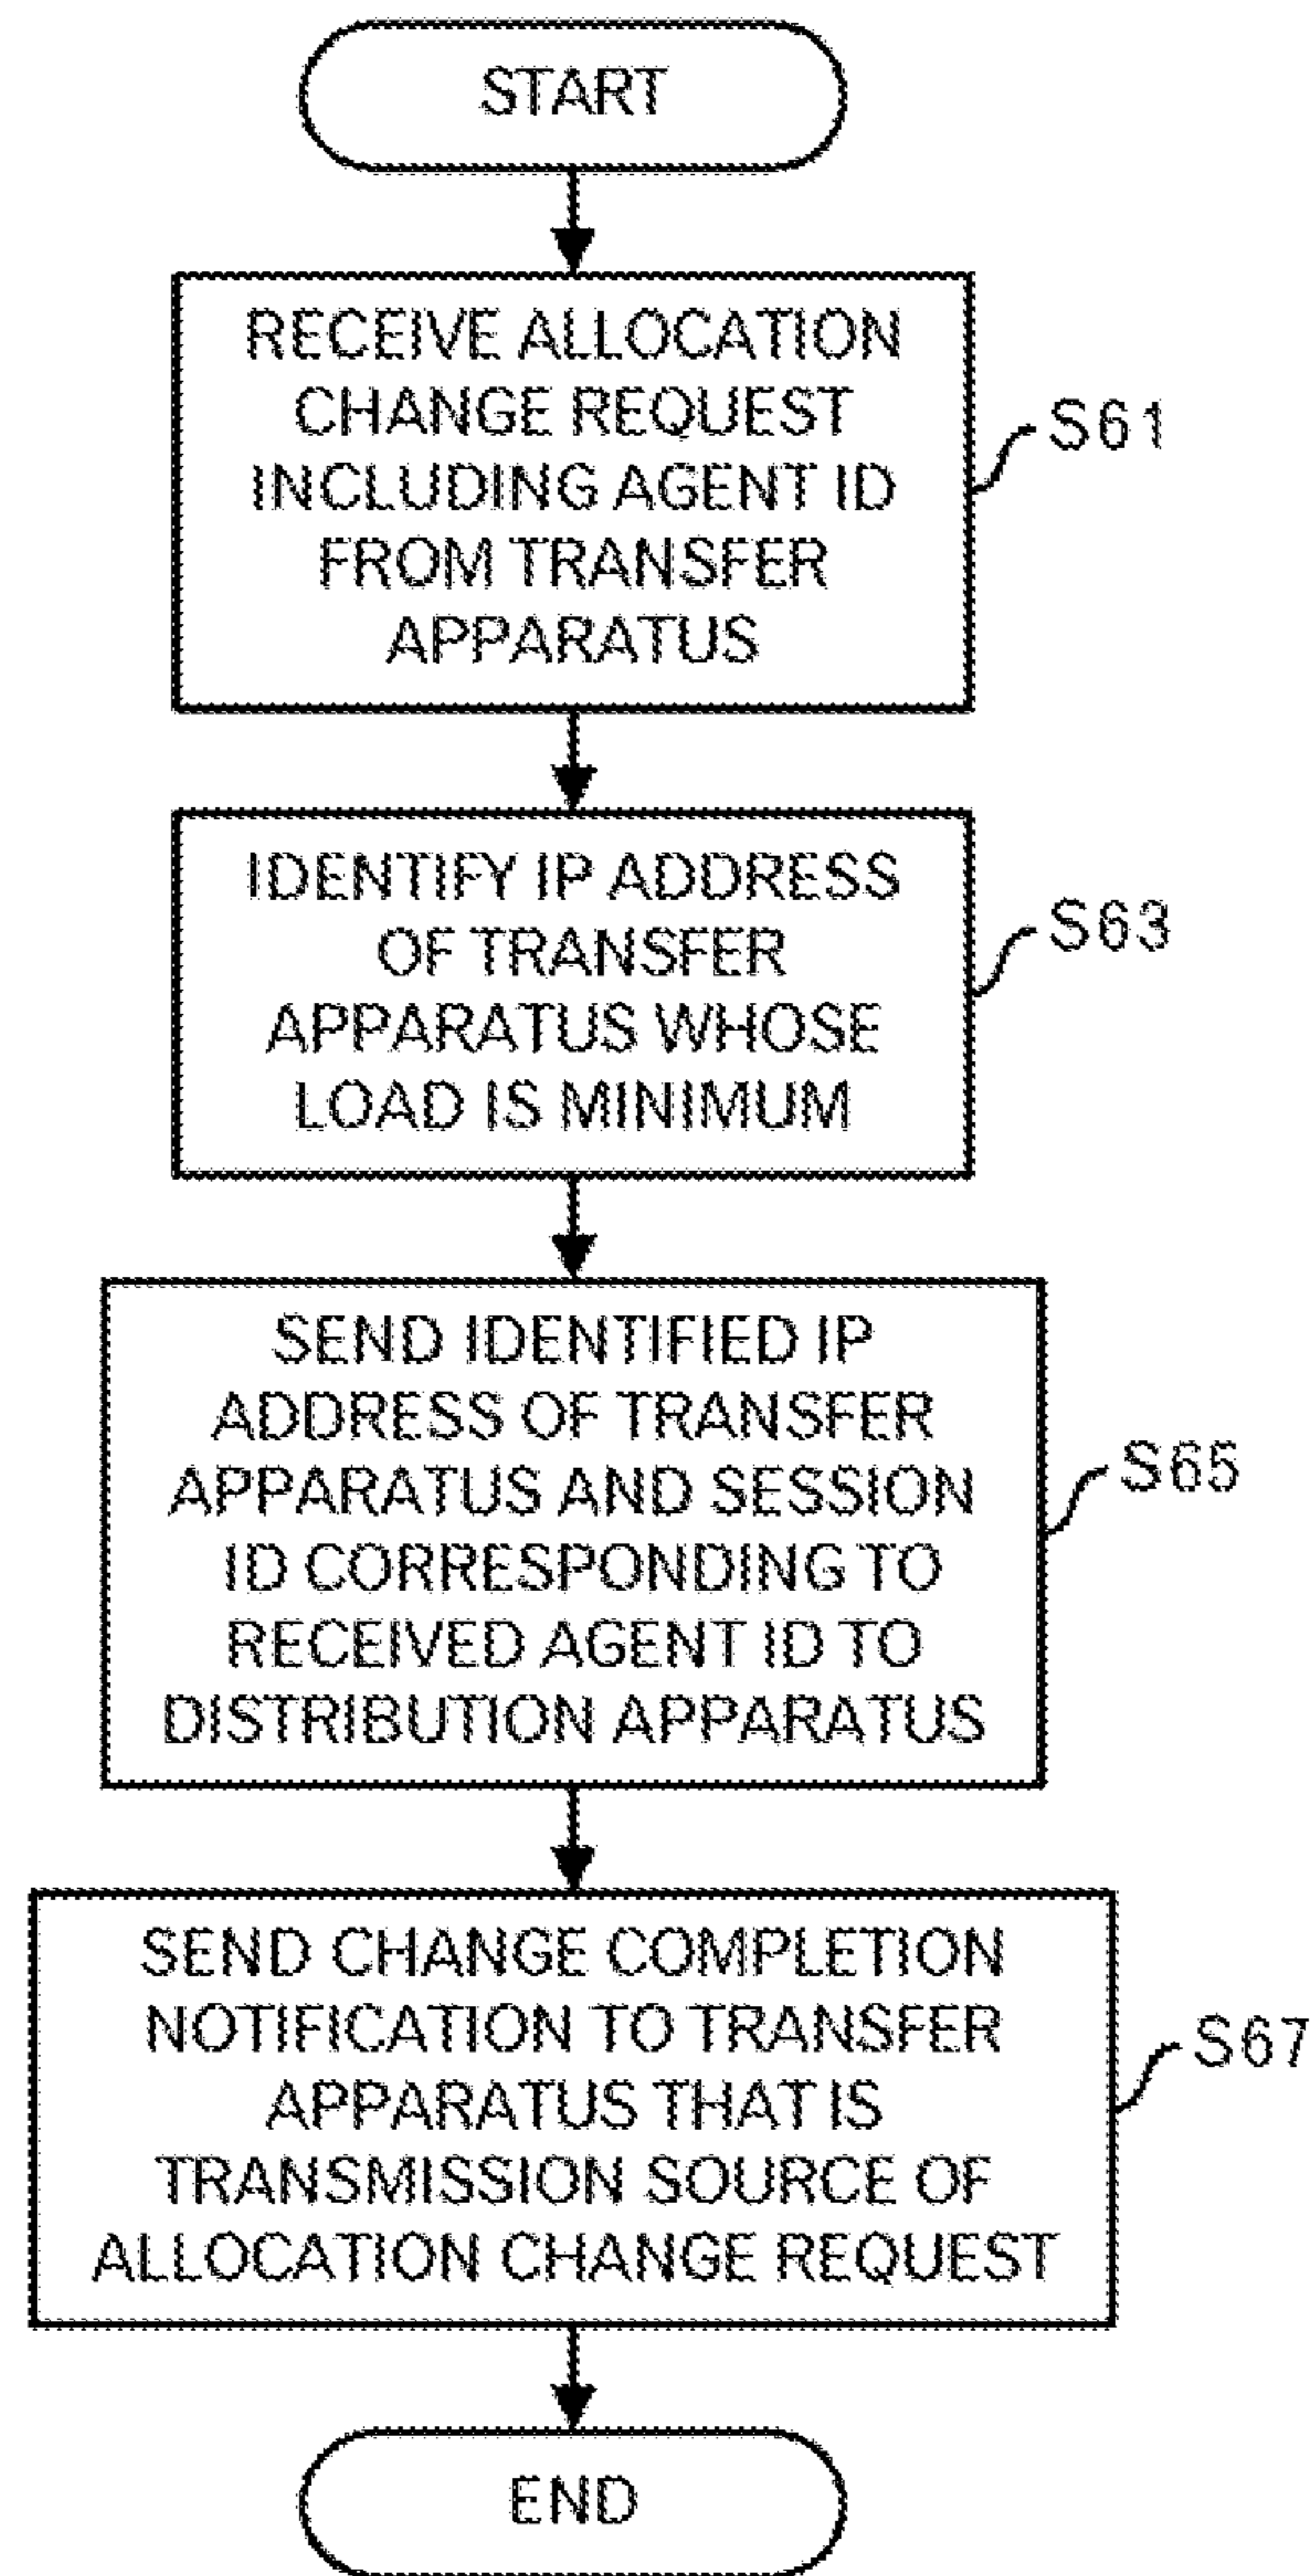 START
RECEIVE ALLOCATION
CHANGE REQUEST
INCLUDING AGENT ID
FROM TRANSFER
APPARATUS
S61
IDENTIFY IP ADDRESS
OF TRANSFER
APPARATUS WHOSE
LOAD IS MINIMUM
S63
SEND IDENTIFIED IP
ADDRESS OF TRANSFER
APPARATUS AND SESSION
ID CORRESPONDING TO
RECEIVED AGENT ID TO
DISTRIBUTION APPARATUS
S65
SEND CHANGE COMPLETION
NOTIFICATION TO TRANSFER
APPARATUS THAT IS
TRANSMISSION SOURCE OF
ALLOCATION CHANGE REQUEST
S67
END